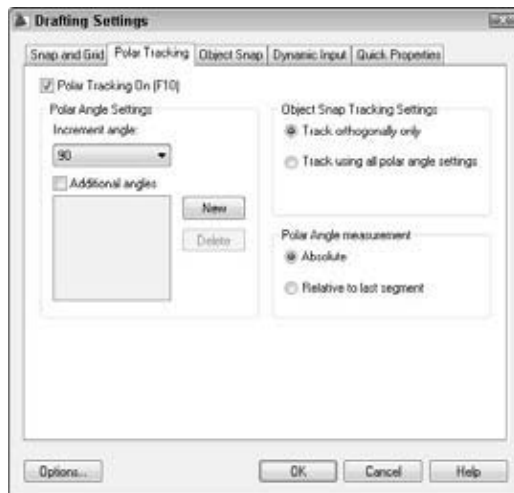 Drafting Settings
Snap and Grid Polar Tracking Object Snap Dynamic Input Quick Properties
Polar Tracking On (F10)
Polar Angle Settings
Increment angle:
90
Additional angles
New
Delete
Object Snap Tracking Settings
Track orthogonally only
Track using all polar angle settings
Polar Angle measurement
Absolute
Relative to last segment
Options... OK Cancel Help